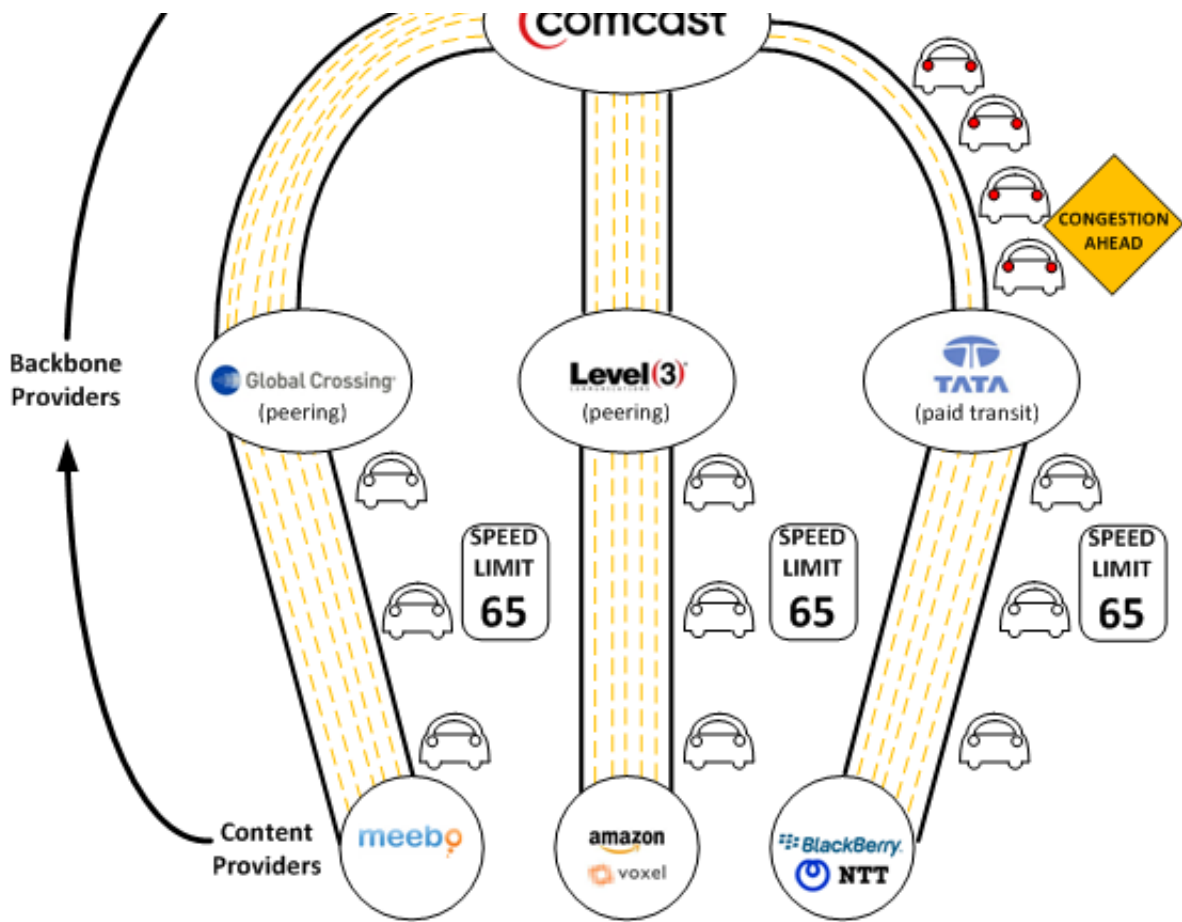 comcast
CONGESTION
AHEAD
Backbone
Providers
Global Crossing
(peering)
Level(3)
COMMUNICATIONS
(peering)
TATA
(paid transit)
SPEED
LIMIT
65
SPEED
LIMIT
65
SPEED
LIMIT
65
Content
Providers
meebo
amazon
voxel
BlackBerry.
NTT